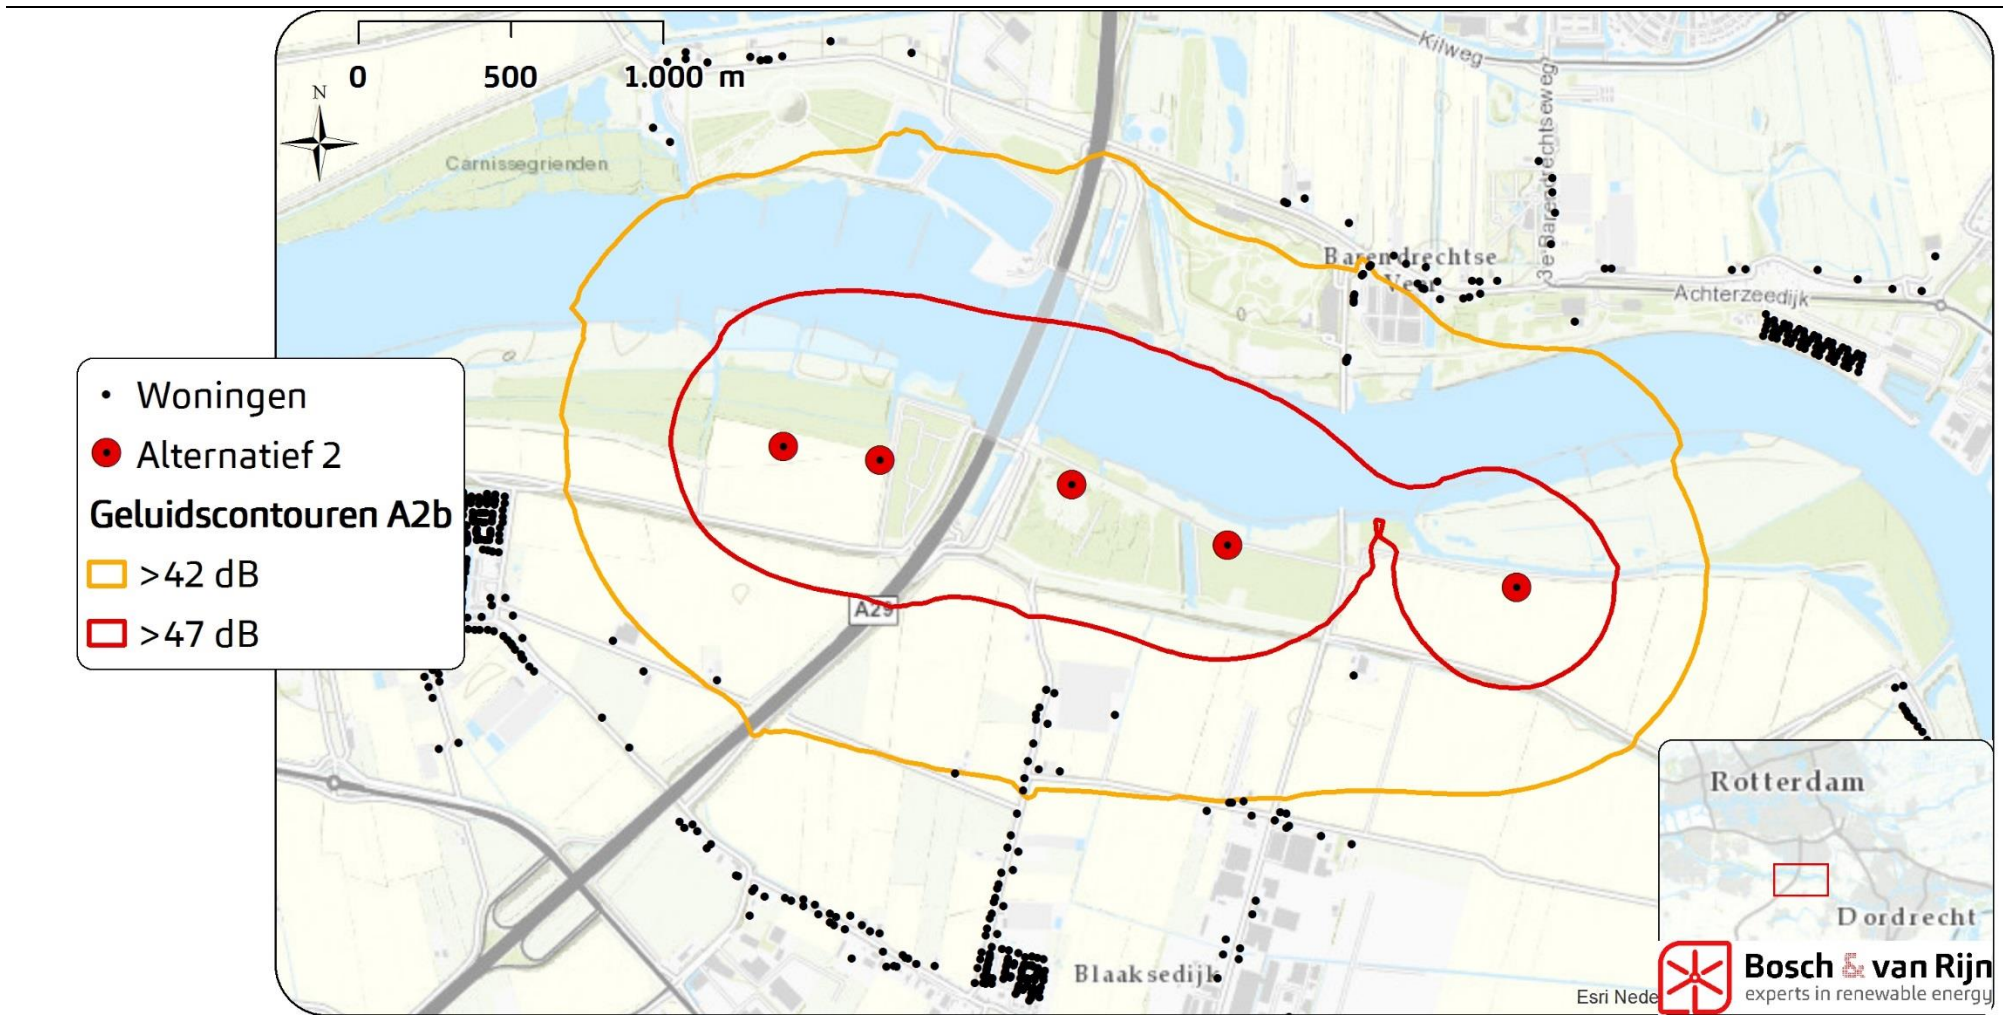 0 500 1.000 m
N
Kilweg
3e Barendrechtseweg
Carnissegrienden
Barendrechtse
Veer
Achterzeedijk
Woningen
Alternatief 2
Geluidscontouren A2b
>42 dB
>47 dB
A29
Rotterdam
Dordrecht
Blaaksedijk
Bosch & van Rijn
experts in renewable energy
Esri Nede